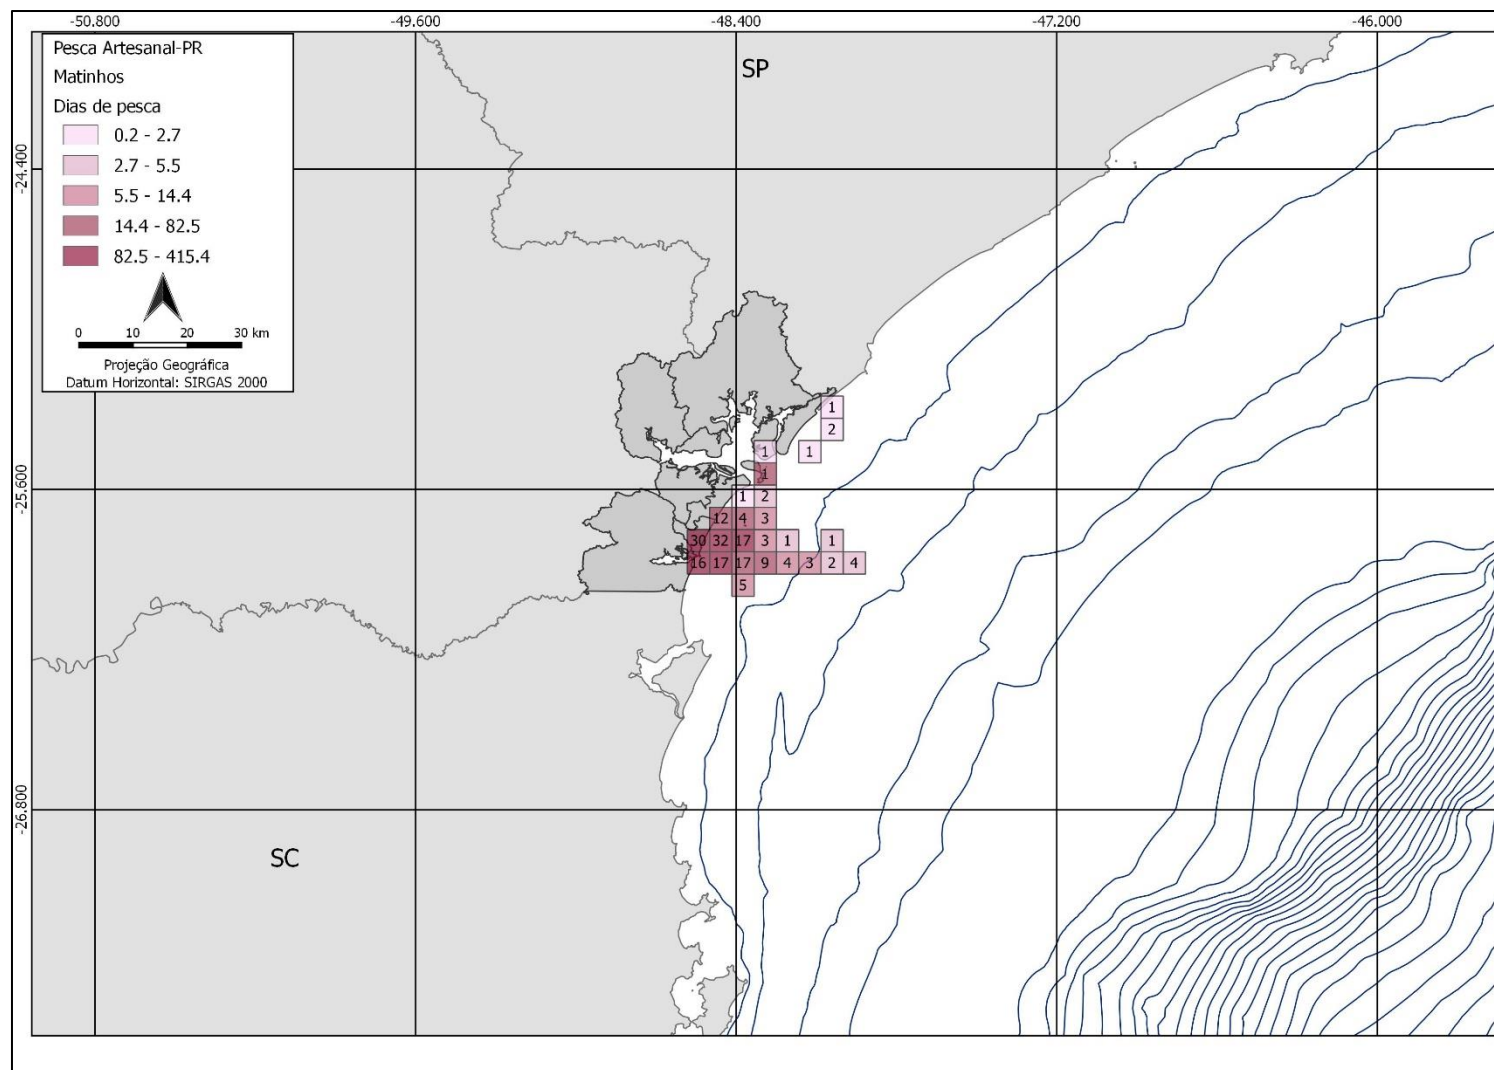 -50.800 -49.600 -48.400 -47.200 -46.000
Pesca Artesanal-PR
Matinhos
Dias de pesca
0.2 - 2.7
2.7 - 5.5
5.5 - 14.4
14.4 - 82.5
82.5 - 415.4
0 10 20 30 km
Projeção Geográfica
Datum Horizontal: SIRGAS 2000
SP
-24.400
1
2
1 1
1
-25.600
1 2
12 4 3
30 32 17 3 1 1
16 17 17 9 4 3 2 4
5
-26.800
SC